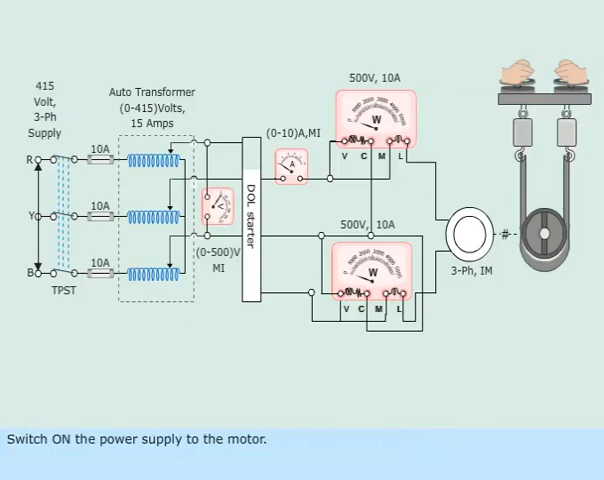 500V, 10A
415
Volt,
3-Ph
Supply
Auto Transformer
(0-415)Volts,
15 Amps
(0-10)A,MI
10A
R
W
A
V C M L
10A
Y
V
DOL starter
500V, 10A
(0-500)V
MI
10A
B
TPST
W
V C M L
#
3-Ph, IM
Switch ON the power supply to the motor.